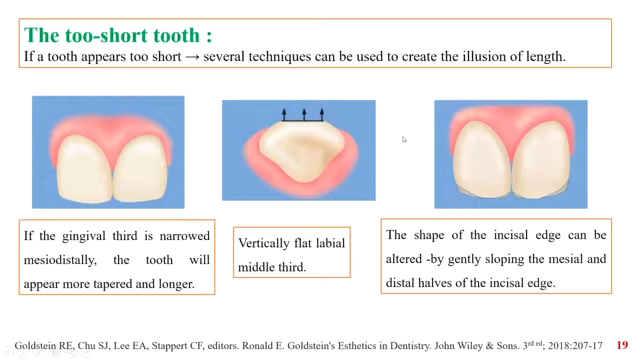 The too-short tooth :
If a tooth appears too short → several techniques can be used to create the illusion of length.
If the gingival third is narrowed
mesiodistally, the tooth will
appear more tapered and longer.
Vertically flat labial
middle third.
The shape of the incisal edge can be
altered -by gently sloping the mesial and
distal halves of the incisal edge.
Goldstein RE, Chu SJ, Lee EA, Stappert CF, editors. Ronald E. Goldstein's Esthetics in Dentistry. John Wiley & Sons. 3rd ed; 2018:207-17 19